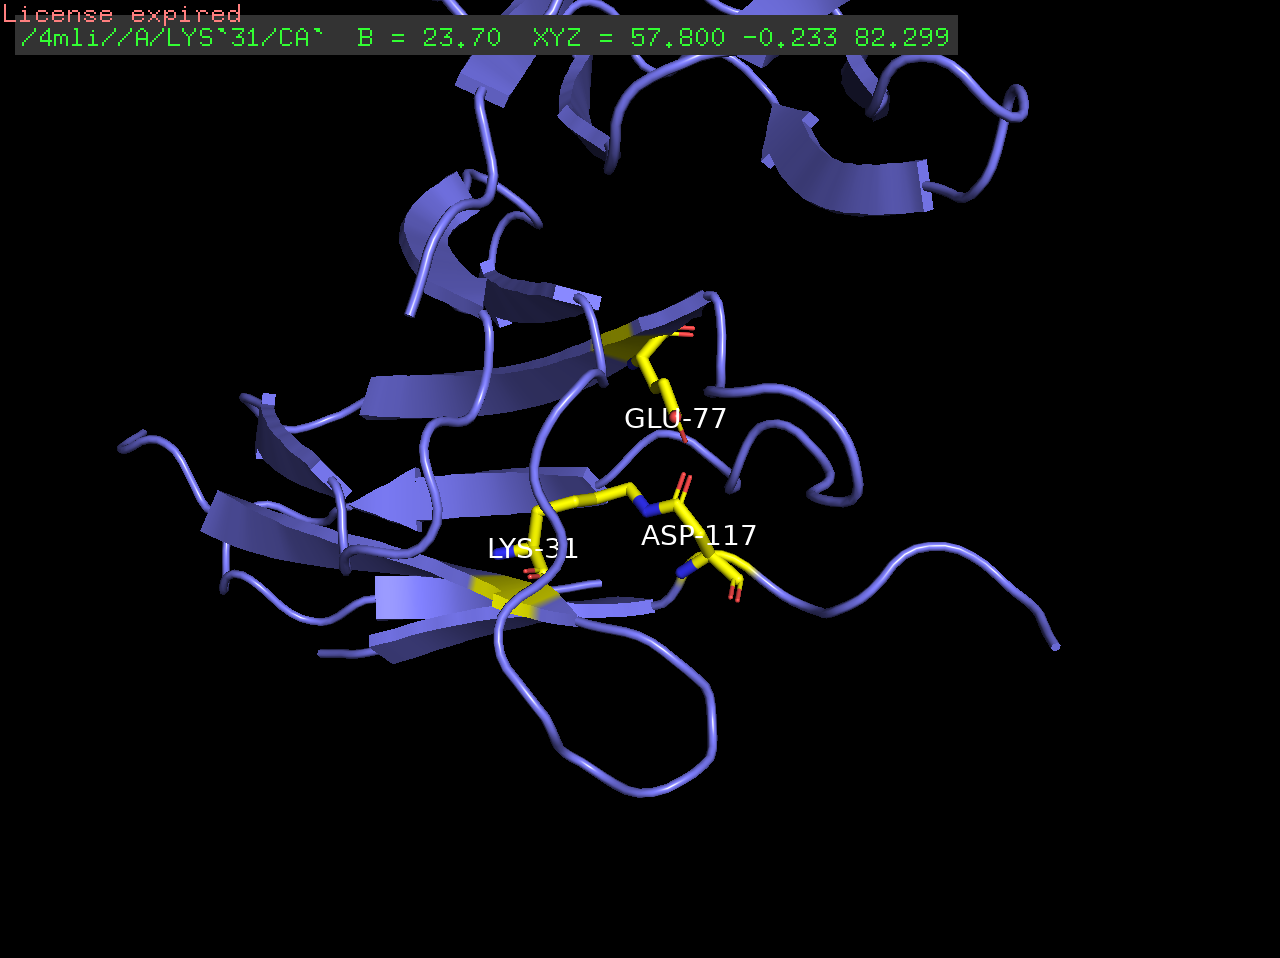 License expired
/4mli//A/LYS`31/CA`  B = 23.70  XYZ = 57.800 -0.233 82.299
GLU-77
ASP-117
LYS-31